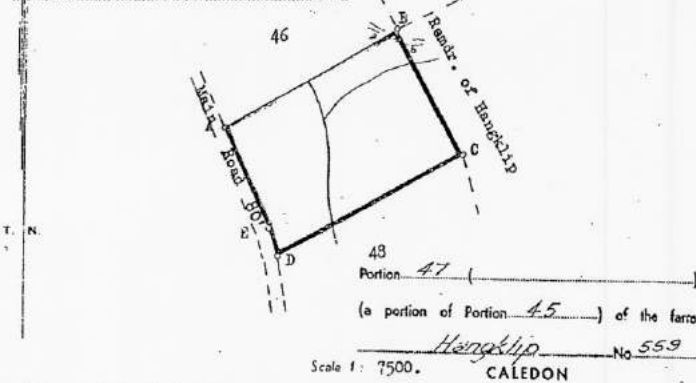 46
B
Remdr. of Hangklip
Main Road
C
E
D
T. N.
48
Portion 47 (
(a portion of Portion 45 ) of the farm
Hangklip No 559
Scale 1: 7500.
CALEDON